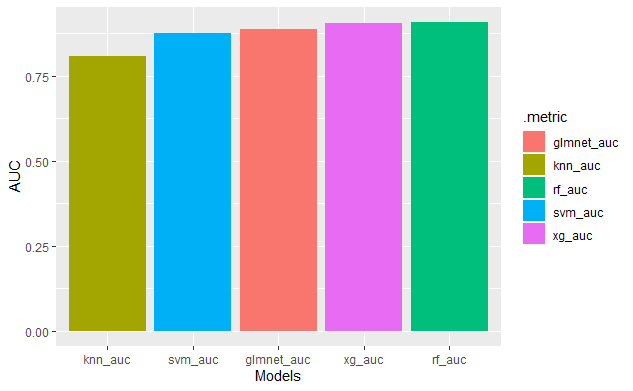 AUC
0.75
0.50
0.25
0.00
knn_auc svm_auc glmnet_auc xg_auc rf_auc
Models
.metric
glmnet_auc
knn_auc
rf_auc
svm_auc
xg_auc